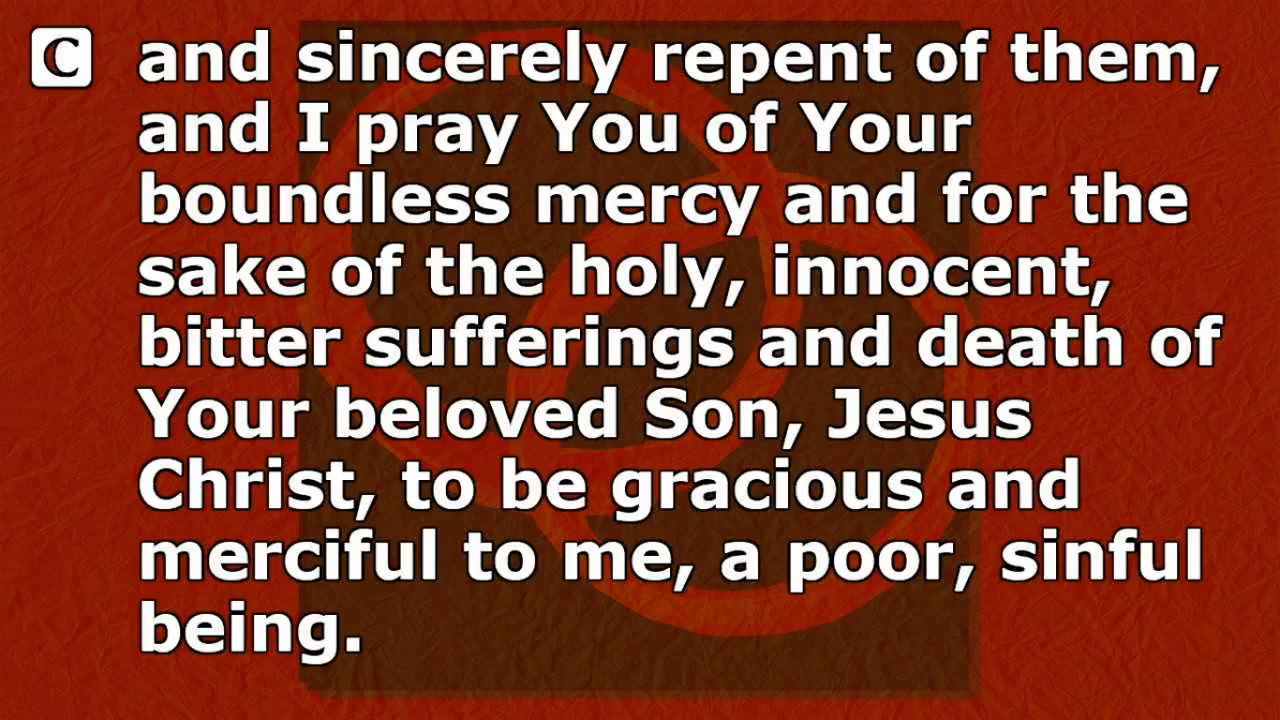 C and sincerely repent of them,
and I pray You of Your
boundless mercy and for the
sake of the holy, innocent,
bitter sufferings and death of
Your beloved Son, Jesus
Christ, to be gracious and
merciful to me, a poor, sinful
being.